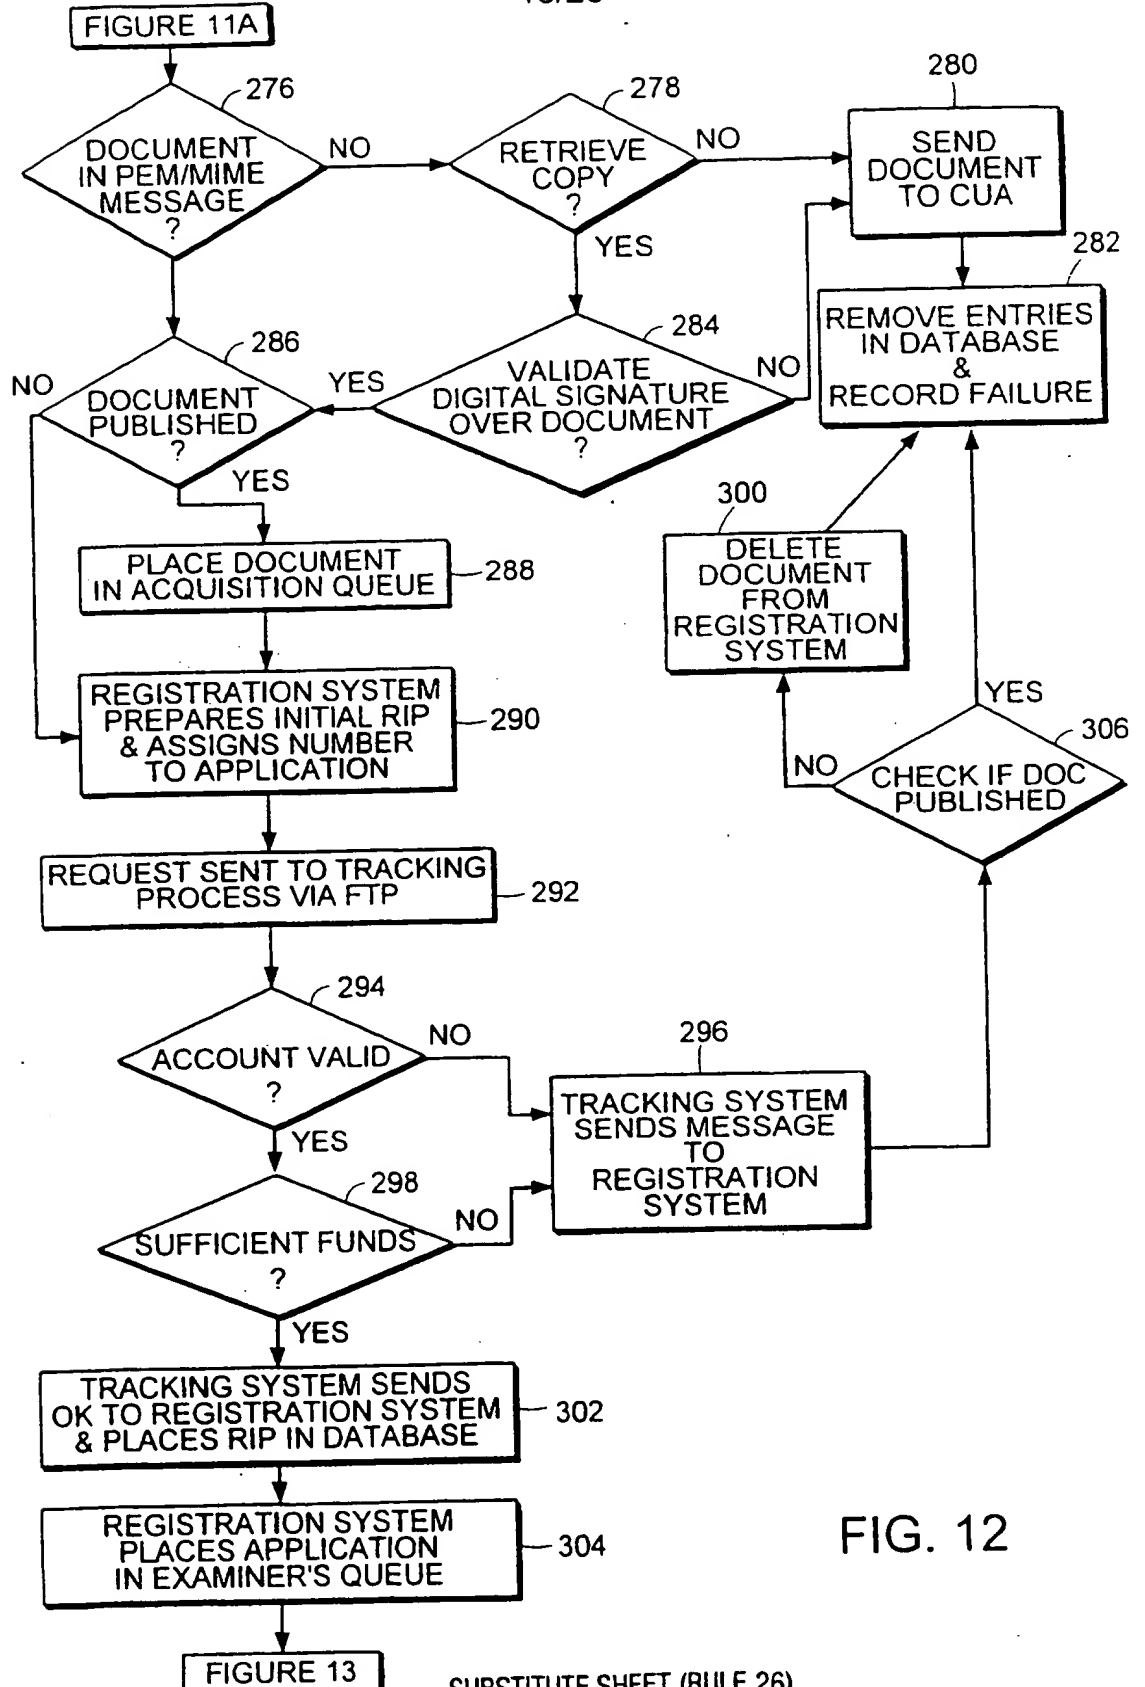 FIGURE 11A
276
DOCUMENT
IN PEM/MIME
MESSAGE
?
NO
278
RETRIEVE
COPY
?
NO
YES
280
SEND
DOCUMENT
TO CUA
282
REMOVE ENTRIES
IN DATABASE
&
RECORD FAILURE
284
VALIDATE
DIGITAL SIGNATURE
OVER DOCUMENT
?
NO
YES
286
DOCUMENT
PUBLISHED
?
NO
YES
PLACE DOCUMENT
IN ACQUISITION QUEUE
288
300
DELETE
DOCUMENT
FROM
REGISTRATION
SYSTEM
REGISTRATION SYSTEM
PREPARES INITIAL RIP
& ASSIGNS NUMBER
TO APPLICATION
290
YES
306
NO
CHECK IF DOC
PUBLISHED
REQUEST SENT TO TRACKING
PROCESS VIA FTP
292
294
ACCOUNT VALID
?
NO
YES
296
TRACKING SYSTEM
SENDS MESSAGE
TO
REGISTRATION
SYSTEM
298
SUFFICIENT FUNDS
?
NO
YES
TRACKING SYSTEM SENDS
OK TO REGISTRATION SYSTEM
& PLACES RIP IN DATABASE
302
REGISTRATION SYSTEM
PLACES APPLICATION
IN EXAMINER'S QUEUE
304
FIG. 12
FIGURE 13
SUBSTITUTE SHEET (RULE 26)